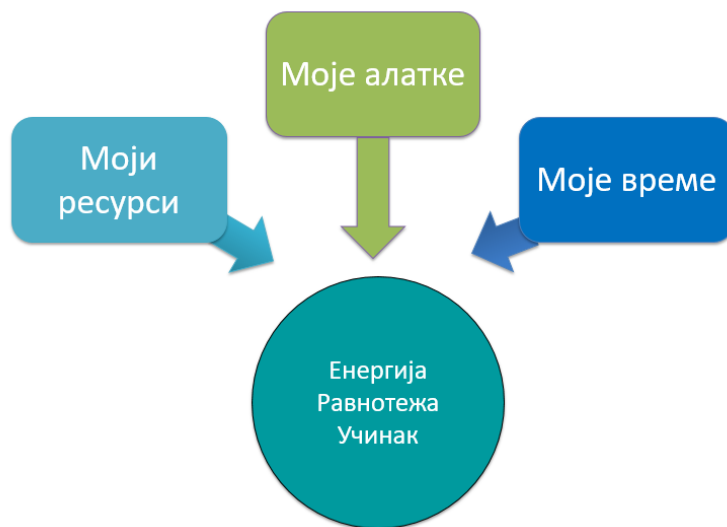 Моје алатке
Моји
ресурси
Моје време
Енергија
Равнотежа
Учинак